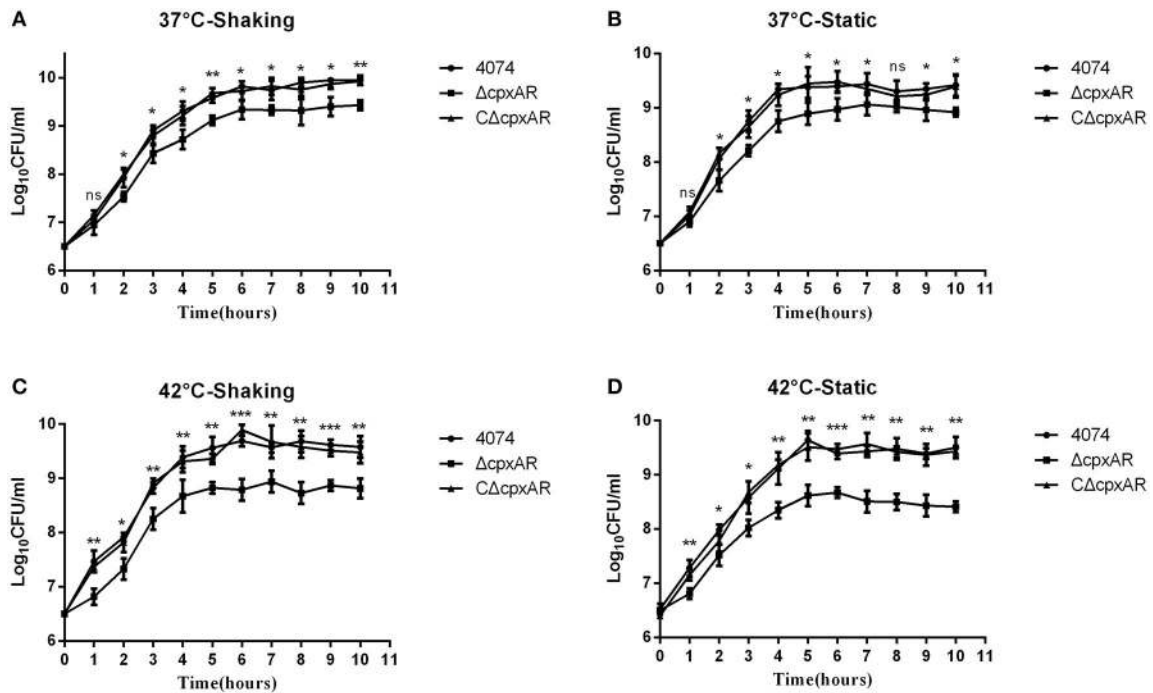 A
37°C-Shaking
ns * * * ** * * * * **
Log10CFU/ml
10
9
8
7
6
0 1 2 3 4 5 6 7 8 9 10 11
Time(hours)
4074
ΔcpxAR
CΔcpxAR
B
37°C-Static
ns * * * * * * ns * *
Log10CFU/ml
10
9
8
7
6
0 1 2 3 4 5 6 7 8 9 10 11
Time(hours)
4074
ΔcpxAR
CΔcpxAR
C
42°C-Shaking
** * ** ** ** *** ** ** *** **
Log10CFU/ml
10
9
8
7
6
0 1 2 3 4 5 6 7 8 9 10 11
Time(hours)
4074
ΔcpxAR
CΔcpxAR
D
42°C-Static
** * * ** ** *** ** ** ** **
Log10CFU/ml
10
9
8
7
6
0 1 2 3 4 5 6 7 8 9 10 11
Time(hours)
4074
ΔcpxAR
CΔcpxAR